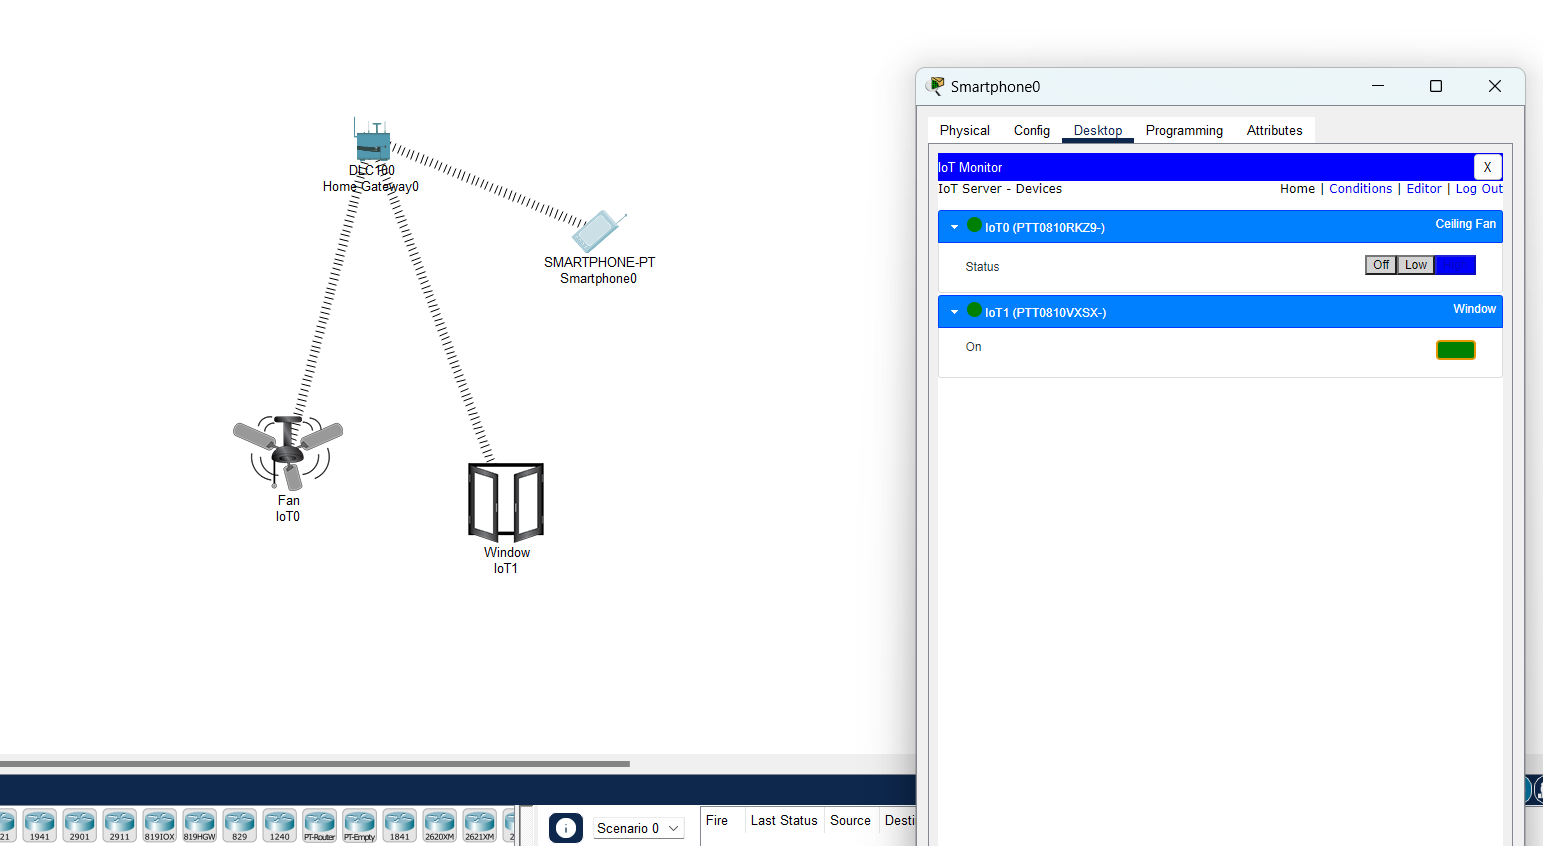 Smartphone0
Physical Config Desktop Programming Attributes
IoT Monitor X
IoT Server - Devices Home | Conditions | Editor | Log Out
IoT0 (PTT0810RKZ9-) Ceiling Fan
Status Off Low
IoT1 (PTT0810VXSX-) Window
On
DLC100
Home Gateway0
SMARTPHONE-PT
Smartphone0
Fan
IoT0
Window
IoT1
21 1941 2901 2911 819IOX 819HGW 829 1240 PT-Router PT-Empty 1841 2620XM 2621XM 2
Scenario 0
Fire Last Status Source Desti